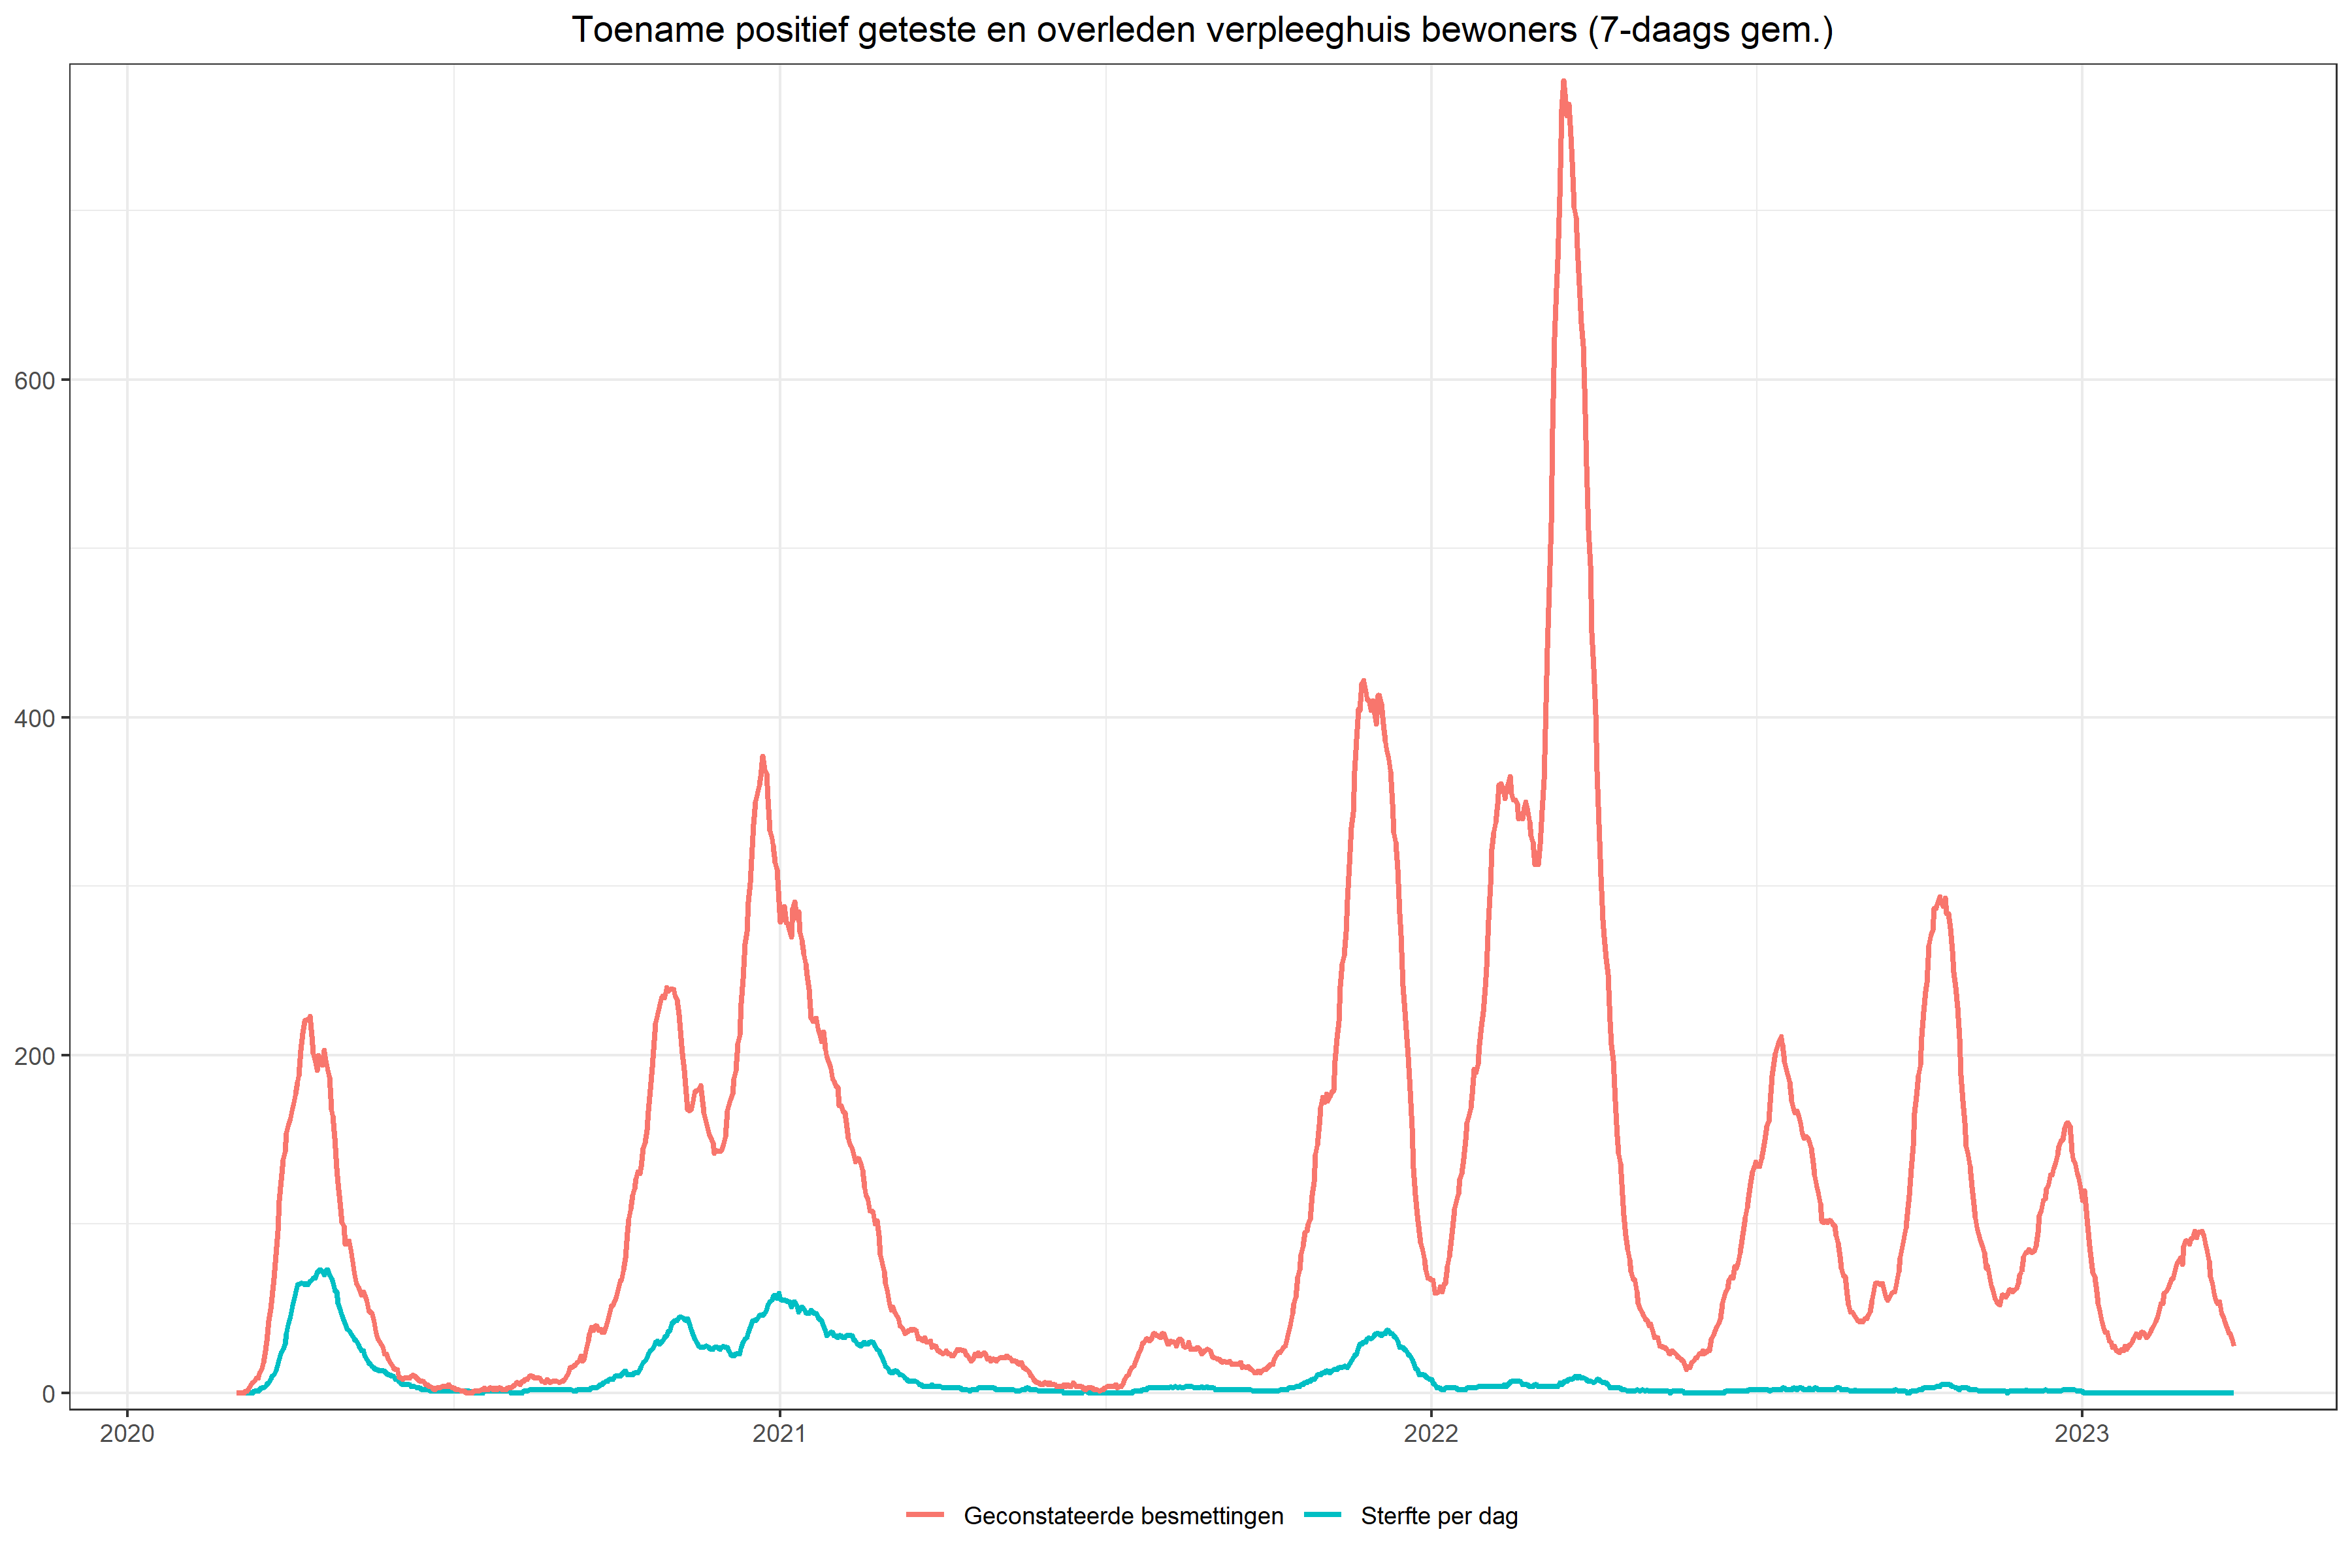 Toename positief geteste en overleden verpleeghuis bewoners (7-daags gem.)
600
400
200
0
2020 2021 2022 2023
Geconstateerde besmettingen Sterfte per dag